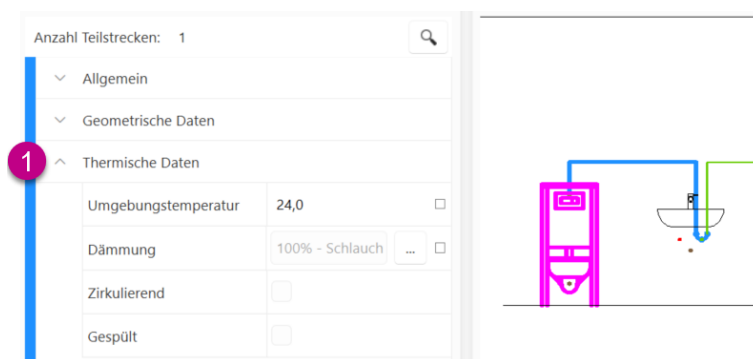 Anzahl Teilstrecken: 1
Allgemein
Geometrische Daten
1 Thermische Daten
Umgebungstemperatur 24,0
Dämmung 100% - Schlauch ...
Zirkulierend
Gespült